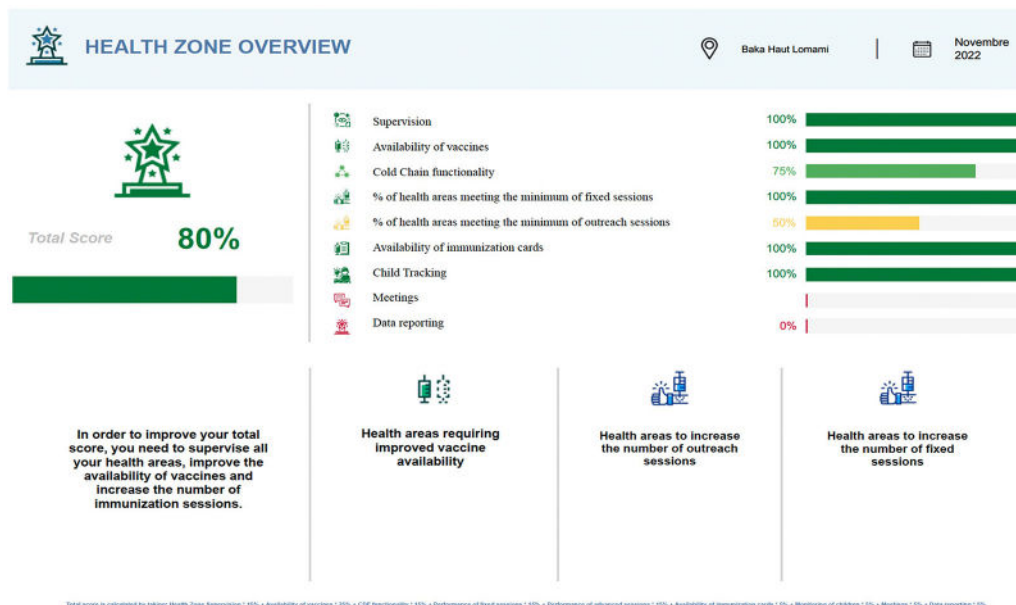 HEALTH ZONE OVERVIEW
Baka Haut Lomami
Novembre
2022
Total Score 80%
Supervision 100%
Availability of vaccines 100%
Cold Chain functionality 75%
% of health areas meeting the minimum of fixed sessions 100%
% of health areas meeting the minimum of outreach sessions 50%
Availability of immunization cards 100%
Child Tracking 100%
Meetings
Data reporting 0%
In order to improve your total
score, you need to supervise all
your health areas, improve the
availability of vaccines and
increase the number of
immunization sessions.
Health areas requiring
improved vaccine
availability
Health areas to increase
the number of outreach
sessions
Health areas to increase
the number of fixed
sessions